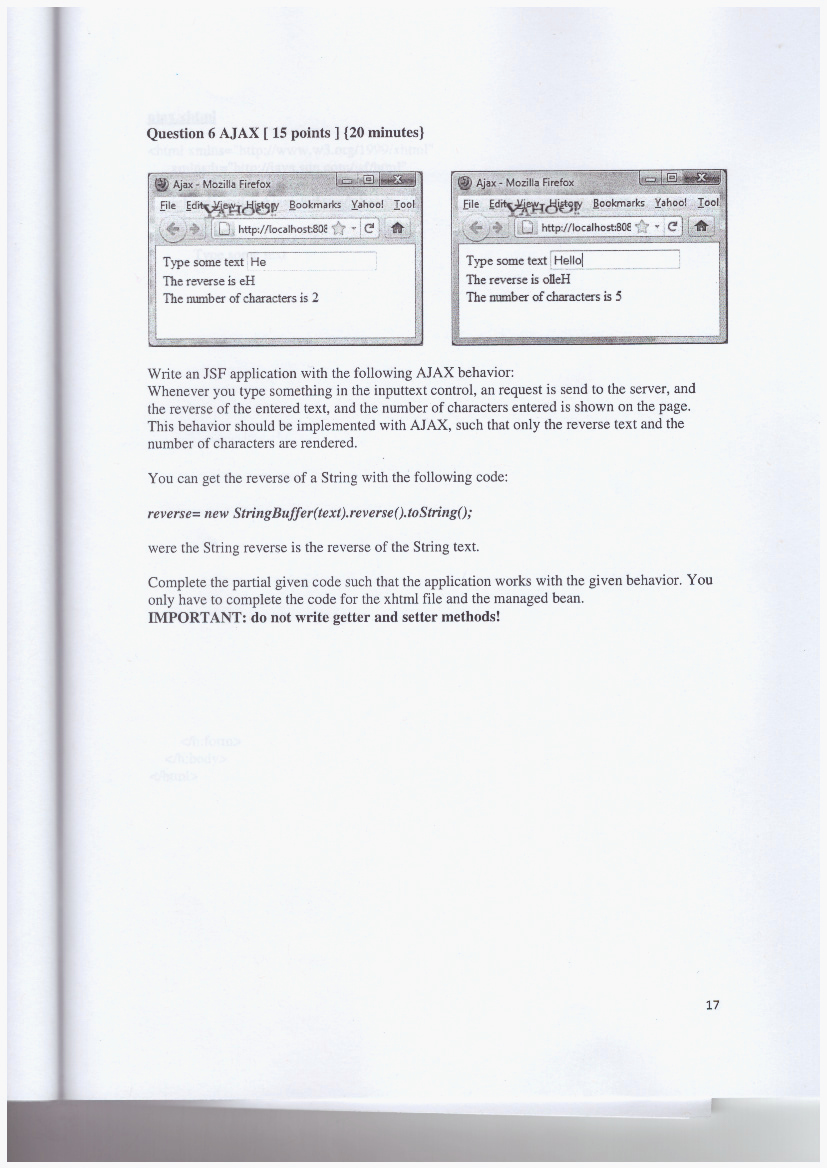 Question 6 AJAX [ 15 points ] {20 minutes}
Ajax - Mozilla Firefox
File Edit View History Bookmarks Yahoo! Tool
YAHOO!
http://localhost:808
Type some text He
The reverse is eH
The number of characters is 2
Ajax - Mozilla Firefox
File Edit View History Bookmarks Yahoo! Tool
YAHOO!
http://localhost:808
Type some text Hello
The reverse is olleH
The number of characters is 5
Write an JSF application with the following AJAX behavior:
Whenever you type something in the inputtext control, an request is send to the server, and
the reverse of the entered text, and the number of characters entered is shown on the page.
This behavior should be implemented with AJAX, such that only the reverse text and the
number of characters are rendered.
You can get the reverse of a String with the following code:
reverse= new StringBuffer(text).reverse().toString();
were the String reverse is the reverse of the String text.
Complete the partial given code such that the application works with the given behavior. You
only have to complete the code for the xhtml file and the managed bean.
IMPORTANT: do not write getter and setter methods!
17